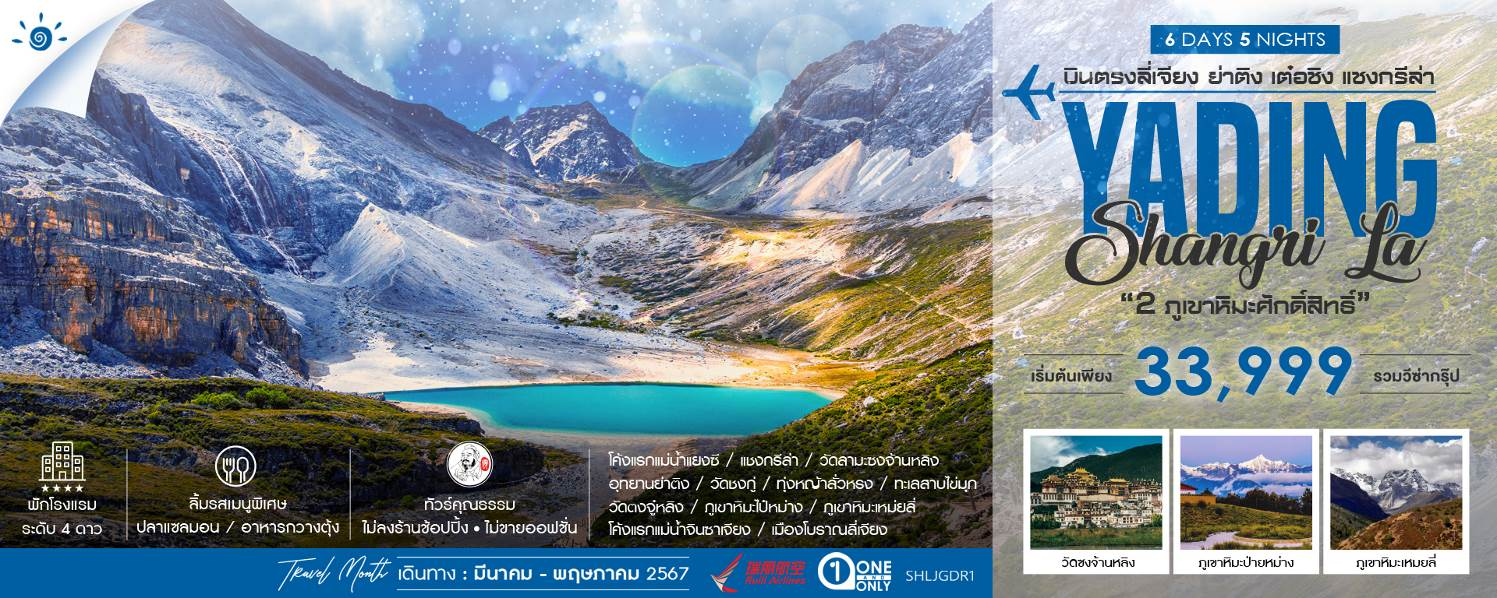 6 DAYS 5 NIGHTS
บินตรงลี่เจียง ย่าติง เต๋อชิง แชงกรีล่า
YADING
Shangri La
“2 ภูเขาหิมะศักดิ์สิทธิ์”
เริ่มต้นเพียง 33,999 รวมวีซ่ากรุ๊ป
วัดซงจ้านหลิง
ภูเขาหิมะป่ายหม่าง
ภูเขาหิมะเหมยลี่
พักโรงแรม
ระดับ 4 ดาว
ลิ้มรสเมนูพิเศษ
ปลาแซลมอน / อาหารกวางตุ้ง
ทัวร์คุณธรรม
ไม่ลงร้านช้อปปิ้ง • ไม่ขายออฟชั่น
โค้งแรกแม่น้ำแยงซี / แชงกรีล่า / วัดลามะซงจ้านหลิง
อุทยานย่าติง / วัดชงกู่ / ทุ่งหญ้าลั่วหรง / ทะเลสาบไข่มุก
วัดตงจู๋หลิง / ภูเขาหิมะไป๋หม่าง / ภูเขาหิมะเหม่ยลี่
โค้งแรกแม่น้ำจินซาเจียง / เมืองโบราณลี่เจียง
Travel Month เดินทาง : มีนาคม - พฤษภาคม 2567
瑞丽航空
Ruili Airlines
1 ONE
AND
ONLY
SHLJGDR1